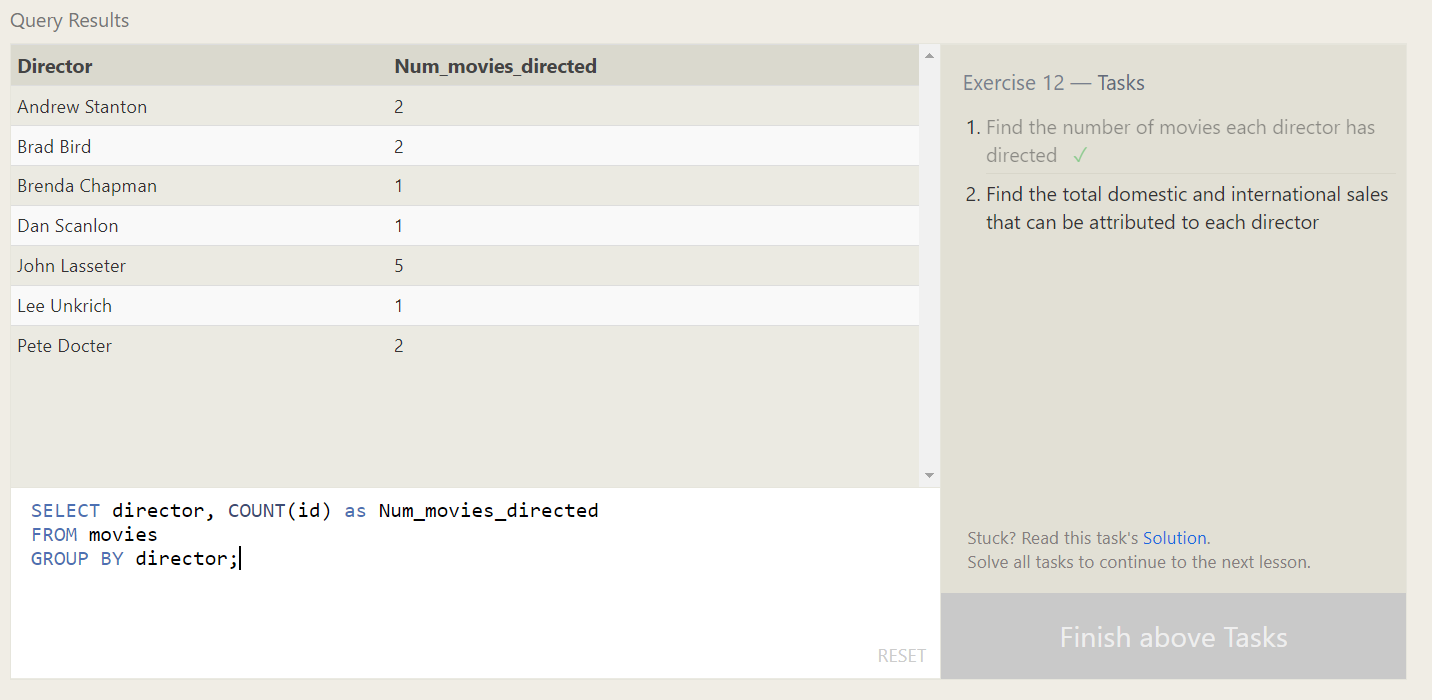 Query Results
Director Num_movies_directed
Andrew Stanton 2
Brad Bird 2
Brenda Chapman 1
Dan Scanlon 1
John Lasseter 5
Lee Unkrich 1
Pete Docter 2
SELECT director, COUNT(id) as Num_movies_directed
FROM movies
GROUP BY director;
RESET
Exercise 12 — Tasks
1. Find the number of movies each director has
directed ✓
2. Find the total domestic and international sales
that can be attributed to each director
Stuck? Read this task's Solution.
Solve all tasks to continue to the next lesson.
Finish above Tasks